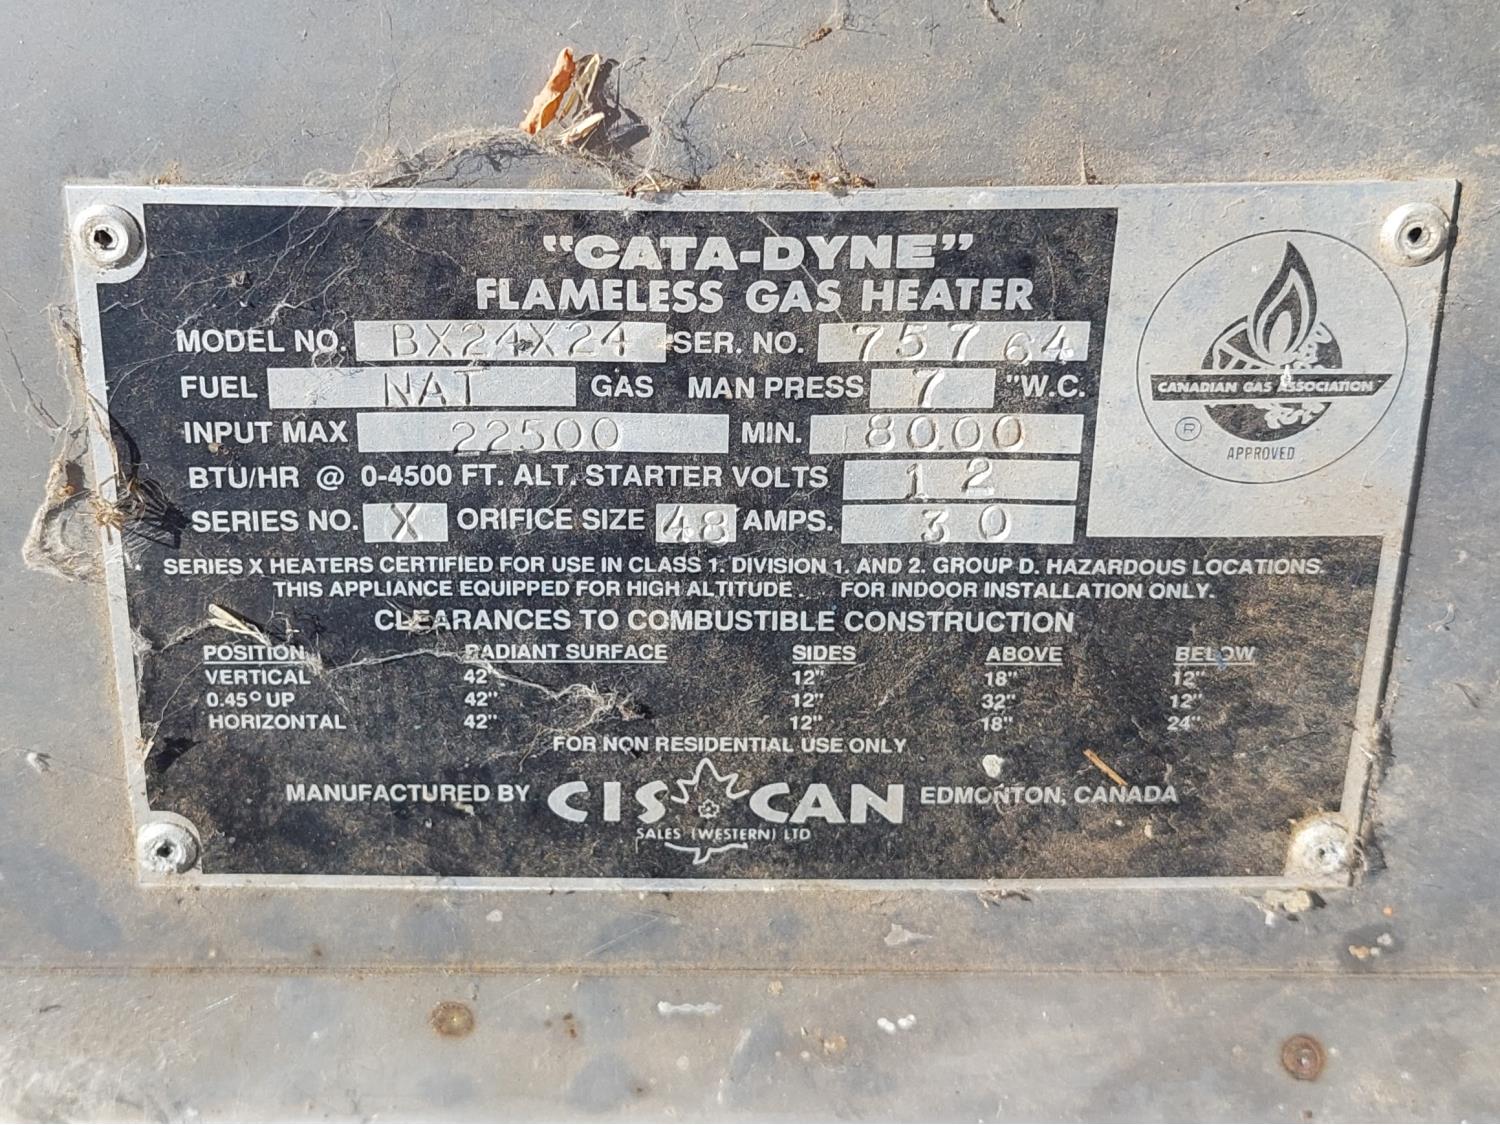 "CATA-DYNE"
FLAMELESS GAS HEATER
MODEL NO. BX24X24 SER. NO. 75764
FUEL NAT GAS MAN PRESS 7 "W.C.
INPUT MAX 22500 MIN. 8000
BTU/HR @ 0-4500 FT. ALT. STARTER VOLTS 12
SERIES NO. X ORIFICE SIZE 48 AMPS. 30
CANADIAN GAS ASSOCIATION
®
APPROVED
SERIES X HEATERS CERTIFIED FOR USE IN CLASS 1. DIVISION 1. AND 2. GROUP D. HAZARDOUS LOCATIONS.
THIS APPLIANCE EQUIPPED FOR HIGH ALTITUDE. FOR INDOOR INSTALLATION ONLY.
CLEARANCES TO COMBUSTIBLE CONSTRUCTION
POSITION RADIANT SURFACE SIDES ABOVE BELOW
VERTICAL 42" 12" 18" 12"
0.45° UP 42" 12" 32" 12"
HORIZONTAL 42" 12" 18" 24"
FOR NON RESIDENTIAL USE ONLY
MANUFACTURED BY CIS CAN EDMONTON, CANADA
SALES (WESTERN) LTD